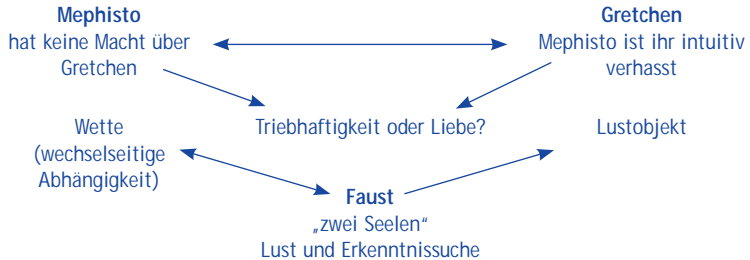 Mephisto
hat keine Macht über
Gretchen
Gretchen
Mephisto ist ihr intuitiv
verhasst
Wette
(wechselseitige
Abhängigkeit)
Triebhaftigkeit oder Liebe?
Lustobjekt
Faust
„zwei Seelen“
Lust und Erkenntnissuche